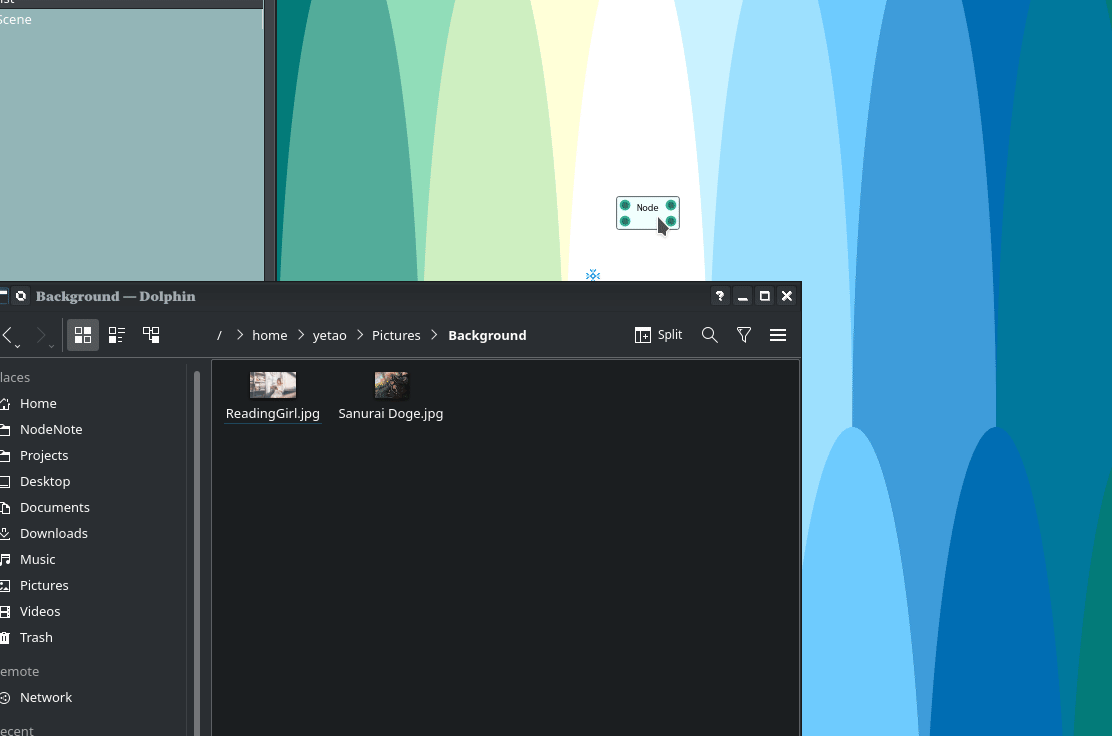 Scene
Node
Background — Dolphin
?
/ home yetao Pictures Background
Split
laces
Home
NodeNote
Projects
Desktop
Documents
Downloads
Music
Pictures
Videos
Trash
emote
Network
ecent
ReadingGirl.jpg
Sanurai Doge.jpg